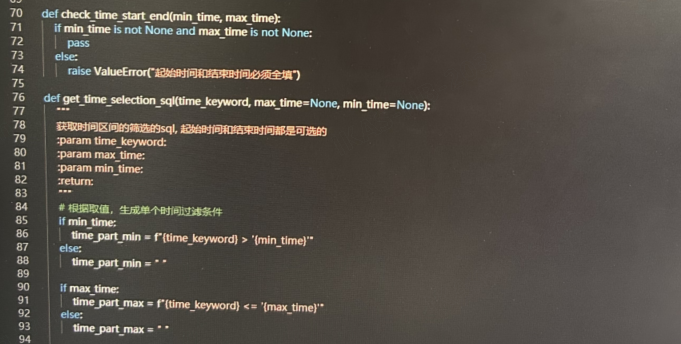 70 def check_time_start_end(min_time, max_time):
71 if min_time is not None and max_time is not None:
72 pass
73 else:
74 raise ValueError("起始时间和结束时间必须全填")
75
76 def get_time_selection_sql(time_keyword, max_time=None, min_time=None):
77 """
78 获取时间区间的筛选的sql, 起始时间和结束时间都是可选的
79 :param time_keyword:
80 :param max_time:
81 :param min_time:
82 :return:
83 """
84 # 根据取值，生成单个时间过滤条件
85 if min_time:
86 time_part_min = f"{time_keyword} > '{min_time}'"
87 else:
88 time_part_min = " "
89
90 if max_time:
91 time_part_max = f"{time_keyword} <= '{max_time}'"
92 else:
93 time_part_max = " "
94